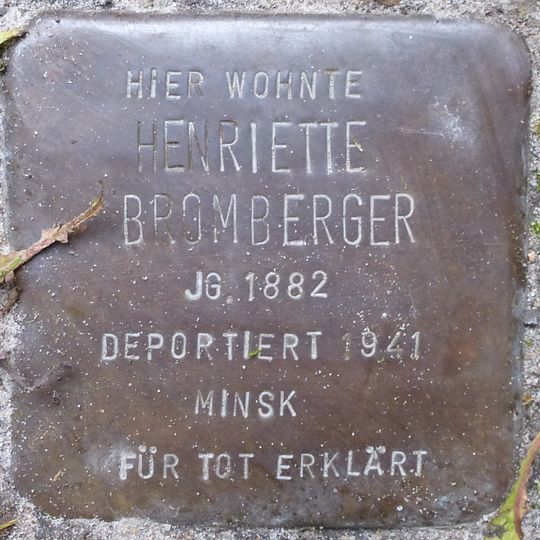 HIER WOHNTE
HENRIETTE
BROMBERGER
JG. 1882
DEPORTIERT 1941
MINSK
FÜR TOT ERKLÄRT